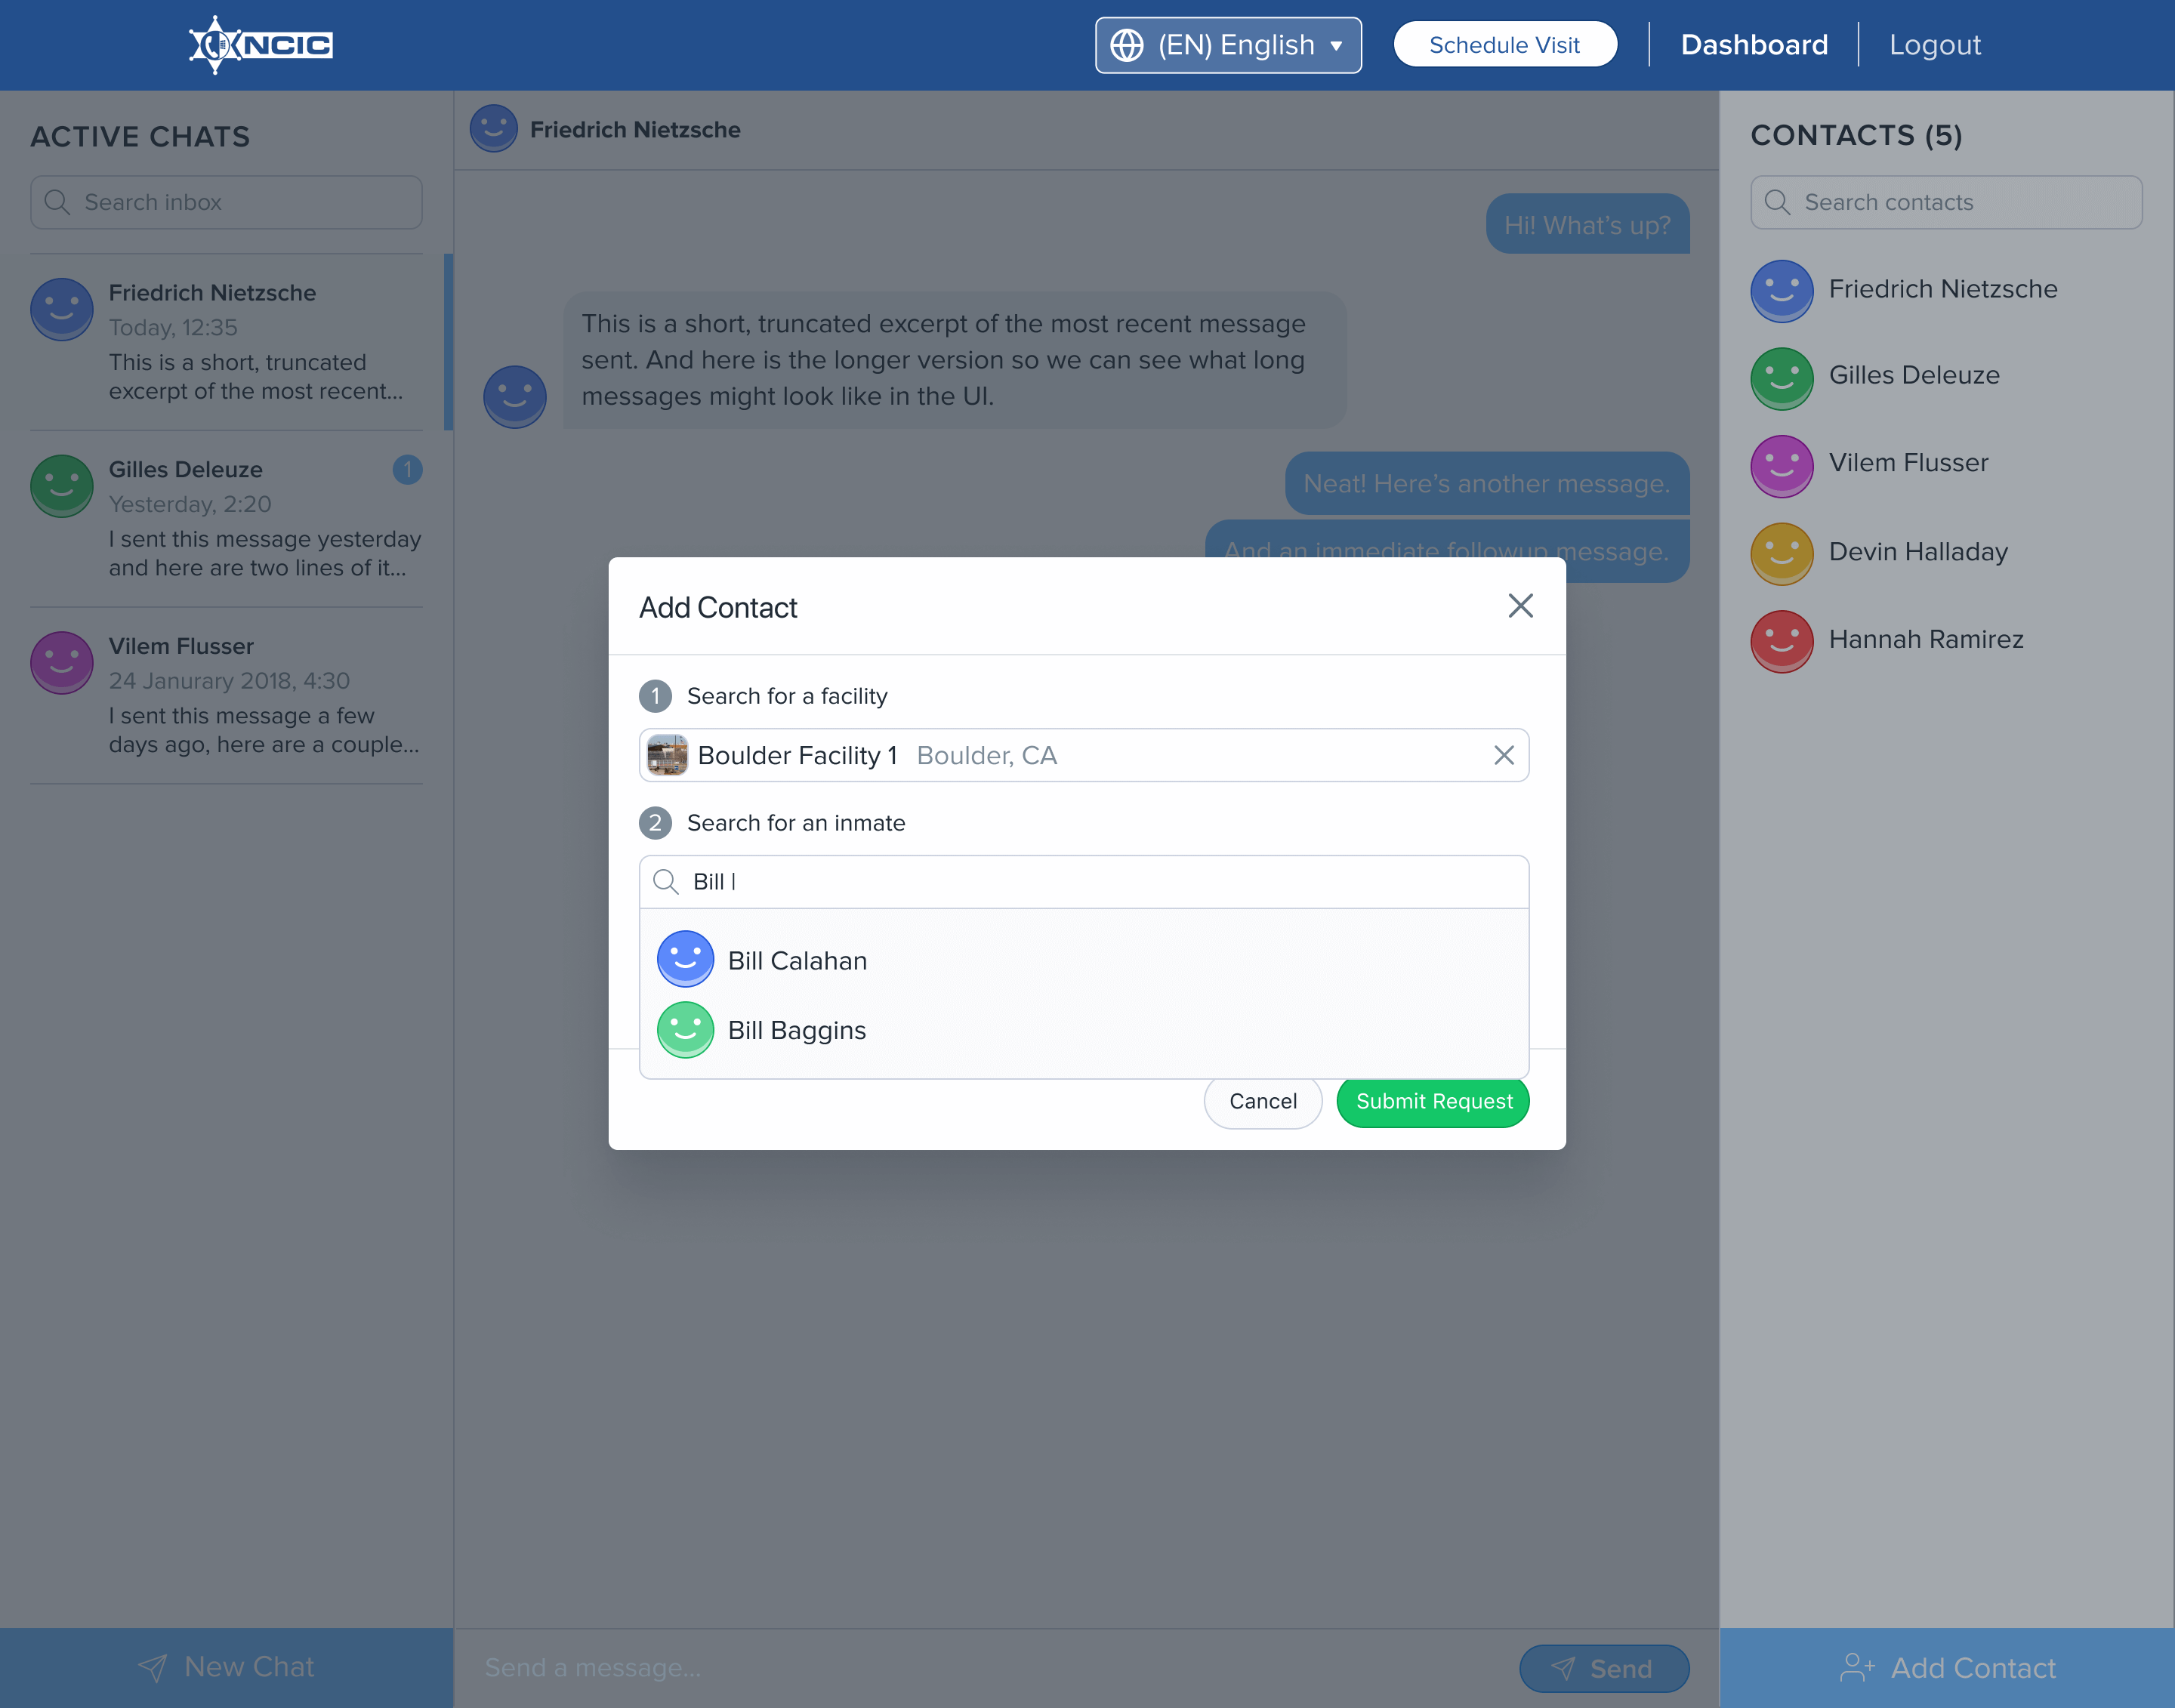 NCIC
(EN) English
Schedule Visit
Dashboard
Logout
ACTIVE CHATS
Search inbox
Friedrich Nietzsche
Today, 12:35
This is a short, truncated
excerpt of the most recent...
Gilles Deleuze
1
Yesterday, 2:20
I sent this message yesterday
and here are two lines of it...
Vilem Flusser
24 Janurary 2018, 4:30
I sent this message a few
days ago, here are a couple...
New Chat
Friedrich Nietzsche
Hi! What’s up?
This is a short, truncated excerpt of the most recent message
sent. And here is the longer version so we can see what long
messages might look like in the UI.
Neat! Here’s another message.
And an immediate followup message.
Add Contact
1 Search for a facility
Boulder Facility 1 Boulder, CA
2 Search for an inmate
Bill
Bill Calahan
Bill Baggins
Cancel
Submit Request
Send a message...
Send
CONTACTS (5)
Search contacts
Friedrich Nietzsche
Gilles Deleuze
Vilem Flusser
Devin Halladay
Hannah Ramirez
Add Contact